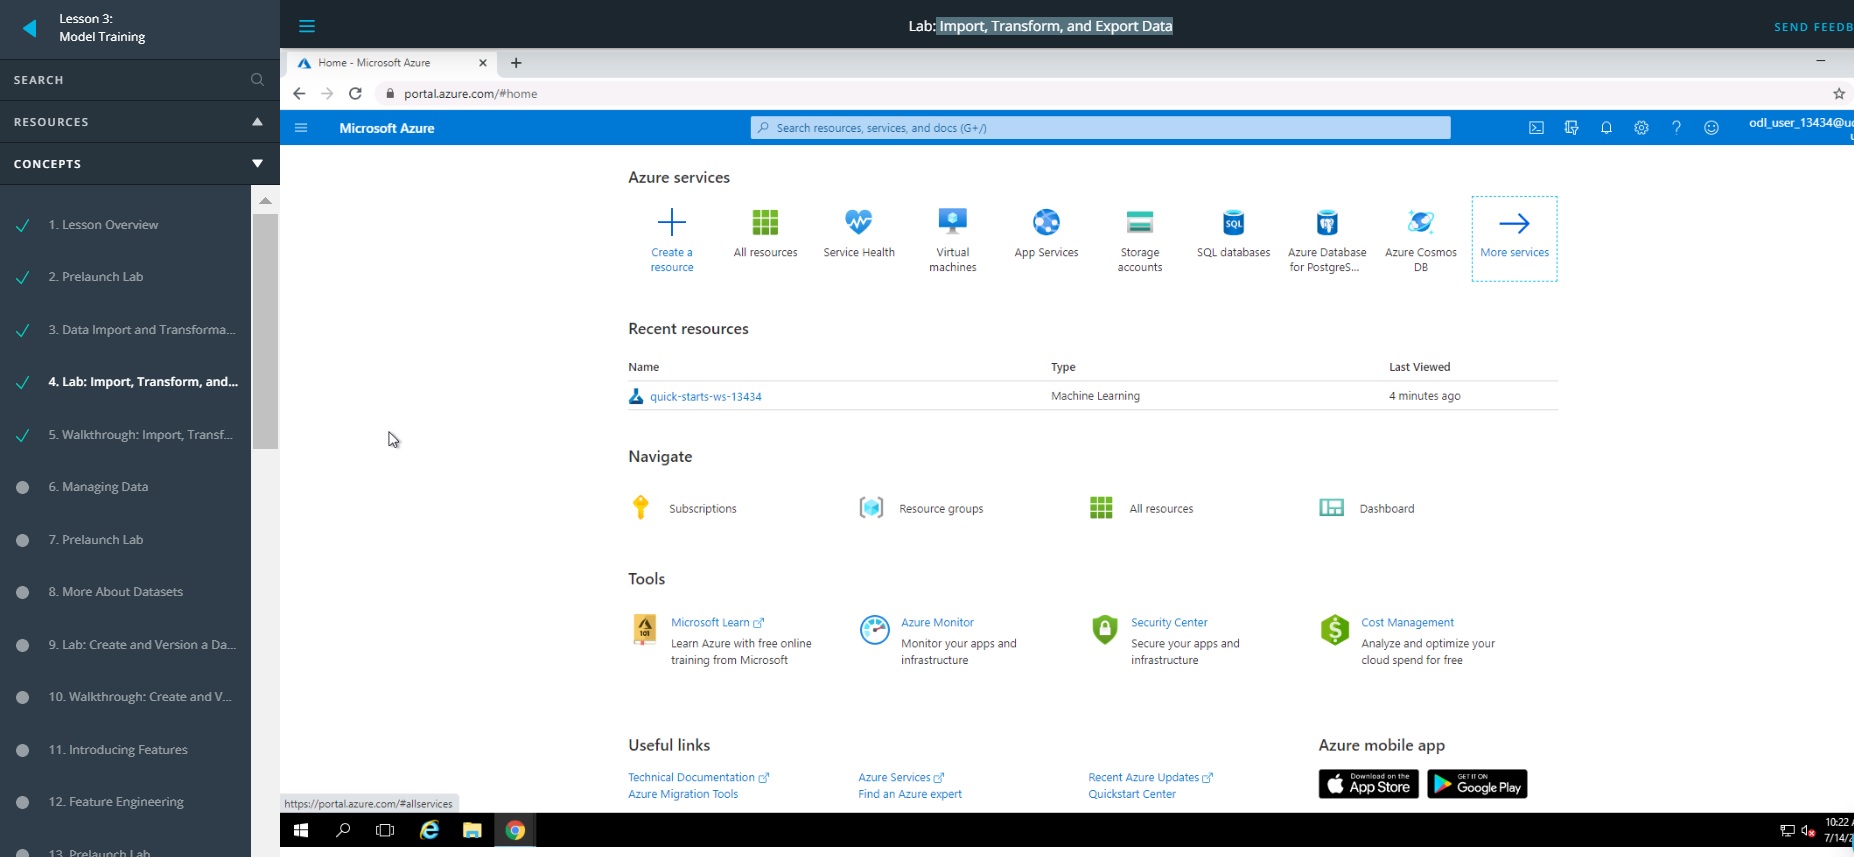 Lesson 3:
Model Training
SEARCH
RESOURCES
CONCEPTS
1. Lesson Overview
2. Prelaunch Lab
3. Data Import and Transforma...
4. Lab: Import, Transform, and...
5. Walkthrough: Import, Transf...
6. Managing Data
7. Prelaunch Lab
8. More About Datasets
9. Lab: Create and Version a Da...
10. Walkthrough: Create and V...
11. Introducing Features
12. Feature Engineering
13. Prelaunch Lab
Lab: Import, Transform, and Export Data
SEND FEEDB
Home - Microsoft Azure
portal.azure.com/#home
Microsoft Azure
Search resources, services, and docs (G+/)
odl_user_13434@u
Azure services
Create a
resource
All resources
Service Health
Virtual
machines
App Services
Storage
accounts
SQL
SQL databases
Azure Database
for PostgreS...
Azure Cosmos
DB
More services
Recent resources
Name Type Last Viewed
quick-starts-ws-13434 Machine Learning 4 minutes ago
Navigate
Subscriptions
Resource groups
All resources
Dashboard
Tools
101
Microsoft Learn
Learn Azure with free online
training from Microsoft
Azure Monitor
Monitor your apps and
infrastructure
Security Center
Secure your apps and
infrastructure
Cost Management
Analyze and optimize your
cloud spend for free
Useful links
Technical Documentation
Azure Services
Recent Azure Updates
Azure Migration Tools
Find an Azure expert
Quickstart Center
Azure mobile app
Download on the
App Store
GET IT ON
Google Play
https://portal.azure.com/#allservices
10:22
7/14/2